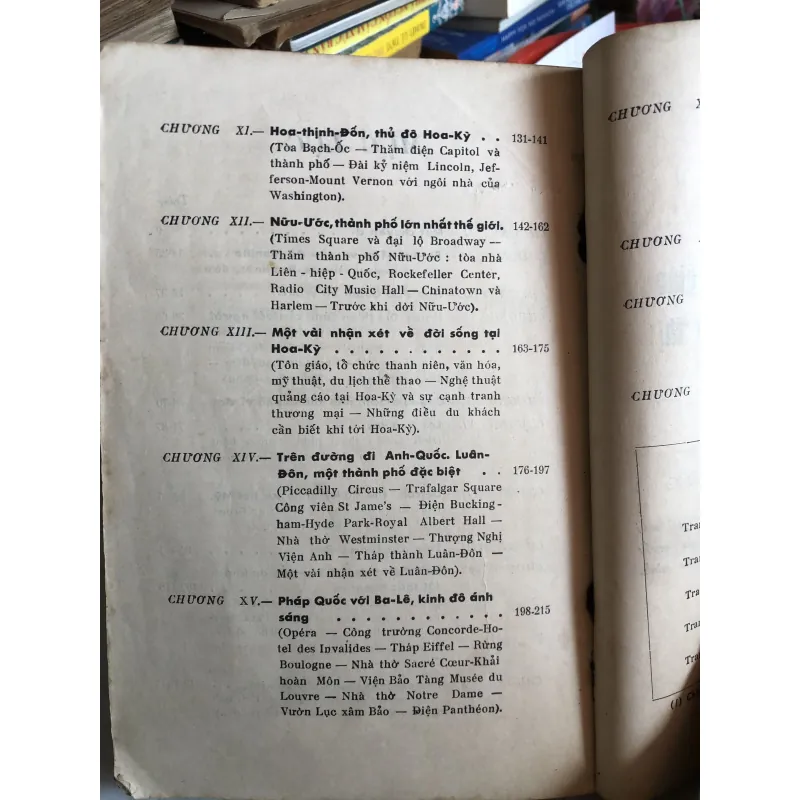 CHƯƠNG XI.— Hoa-thịnh-Đốn, thủ đô Hoa-Kỳ . . 131-141
(Tòa Bạch-Ốc — Thăm điện Capitol và
thành phố — Đài kỷ niệm Lincoln, Jef-
ferson-Mount Vernon với ngôi nhà của
Washington).
CHƯƠNG XII.— Nữu-Ước, thành phố lớn nhất thế giới. 142-162
(Times Square và đại lộ Broadway —
Thăm thành phố Nữu-Ước : tòa nhà
Liên - hiệp - Quốc, Rockefeller Center,
Radio City Music Hall — Chinatown và
Harlem — Trước khi dời Nữu-Ước).
CHƯƠNG XIII.— Một vài nhận xét về đời sống tại
Hoa-Kỳ . . . . . . . . . . . . 163-175
(Tôn giáo, tổ chức thanh niên, văn hóa,
mỹ thuật, du lịch thể thao — Nghệ thuật
quảng cáo tại Hoa-Kỳ và sự cạnh tranh
thương mại — Những điều du khách
cần biết khi tới Hoa-Kỳ).
CHƯƠNG XIV.— Trên đường đi Anh-Quốc. Luân-
Đôn, một thành phố đặc biệt . . 176-197
(Piccadilly Circus — Trafalgar Square
Công viên St Jame's — Điện Bucking-
ham-Hyde Park-Royal Albert Hall —
Nhà thờ Westminster — Thượng Nghị
Viện Anh — Tháp thành Luân-Đôn —
Một vài nhận xét về Luân-Đôn).
CHƯƠNG XV.— Pháp Quốc với Ba-Lê, kinh đô ánh
sáng . . . . . . . . . . . . 198-215
(Opéra — Công trường Concorde-Ho-
tel des Invalides — Tháp Eiffel — Rừng
Boulogne — Nhà thờ Sacré Cœur-Khải
hoàn Môn — Viện Bảo Tàng Musée du
Louvre — Nhà thờ Notre Dame —
Vườn Lục xâm Bảo — Điện Panthéon).
CHƯƠNG X
CHƯƠNG
CHƯƠNG
CHƯƠNG
Tran
Tra
Tra
Tra
Tra
(1)